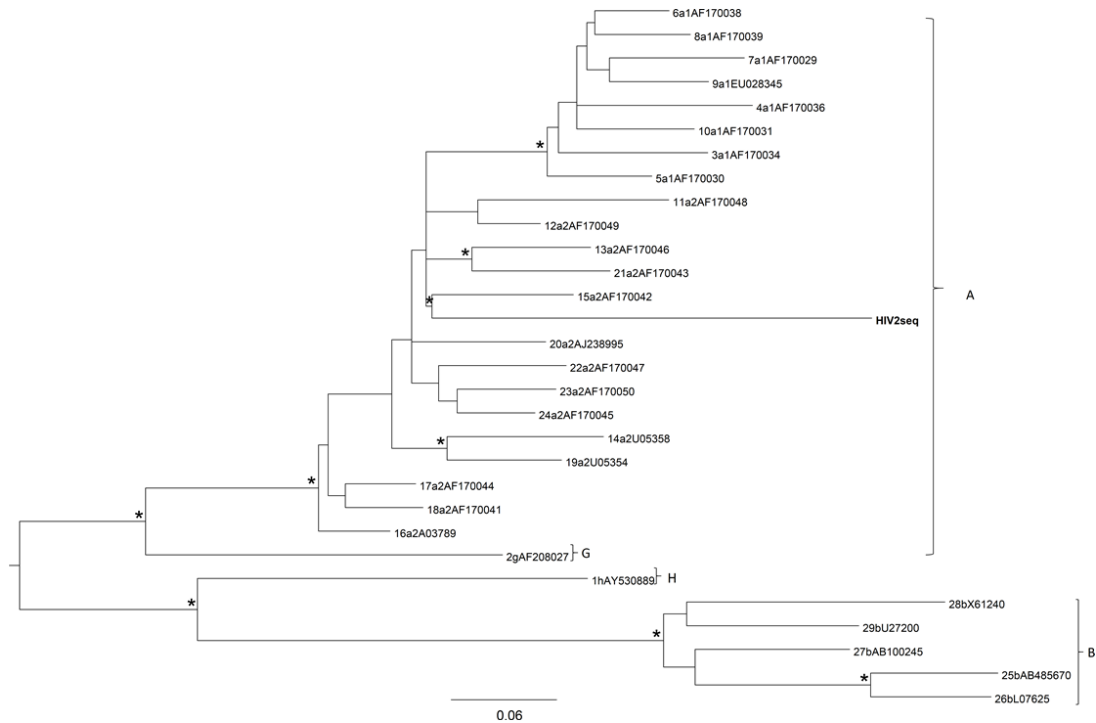 6a1AF170038
8a1AF170039
7a1AF170029
9a1EU028345
4a1AF170036
10a1AF170031
3a1AF170034
* 5a1AF170030
11a2AF170048
12a2AF170049
* 13a2AF170046
21a2AF170043
* 15a2AF170042
A
HIV2seq
20a2AJ238995
22a2AF170047
23a2AF170050
24a2AF170045
* 14a2U05358
19a2U05354
* 17a2AF170044
18a2AF170041
* 16a2A03789
2gAF208027 G
1hAY530889 H
* 28bX61240
* 29bU27200
27bAB100245 B
* 25bAB485670
26bL07625
0.06